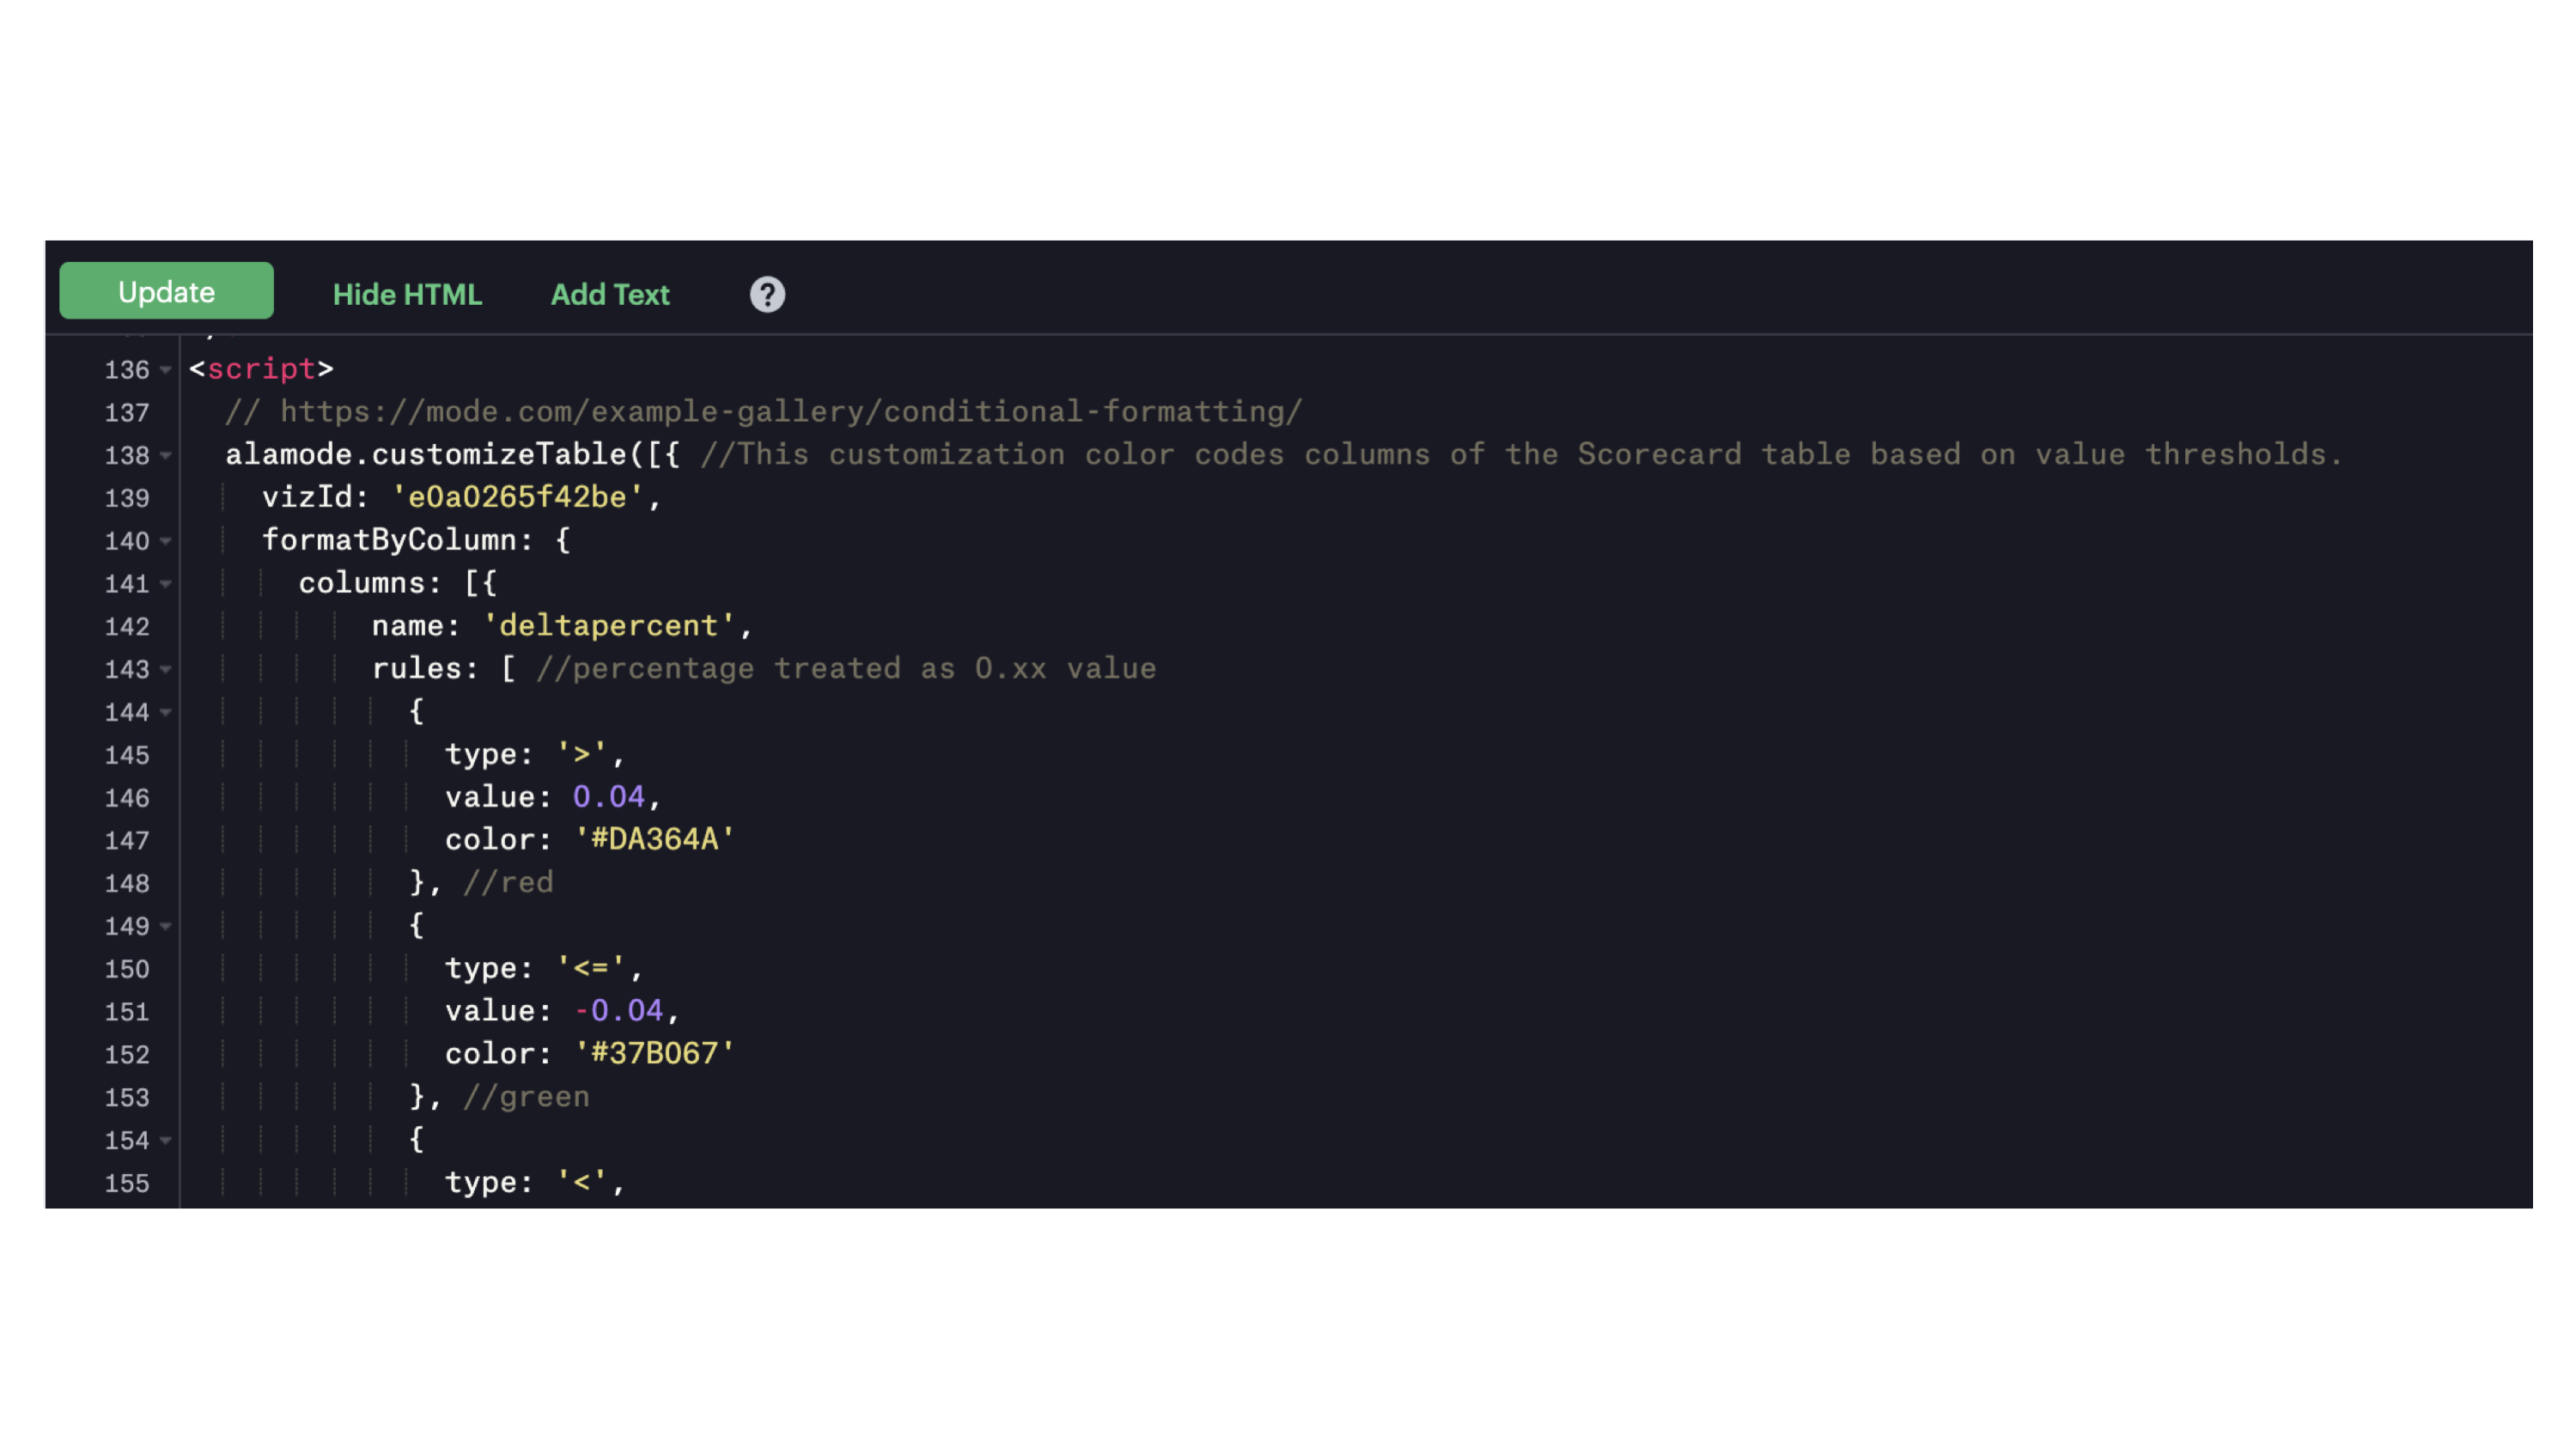 Update Hide HTML Add Text ?
136 <script>
137 // https://mode.com/example-gallery/conditional-formatting/
138 alamode.customizeTable([{ //This customization color codes columns of the Scorecard table based on value thresholds.
139 vizId: 'e0a0265f42be',
140 formatByColumn: {
141 columns: [{
142 name: 'deltapercent',
143 rules: [ //percentage treated as 0.xx value
144 {
145 type: '>',
146 value: 0.04,
147 color: '#DA364A'
148 }, //red
149 {
150 type: '<=',
151 value: -0.04,
152 color: '#37B067'
153 }, //green
154 {
155 type: '<',